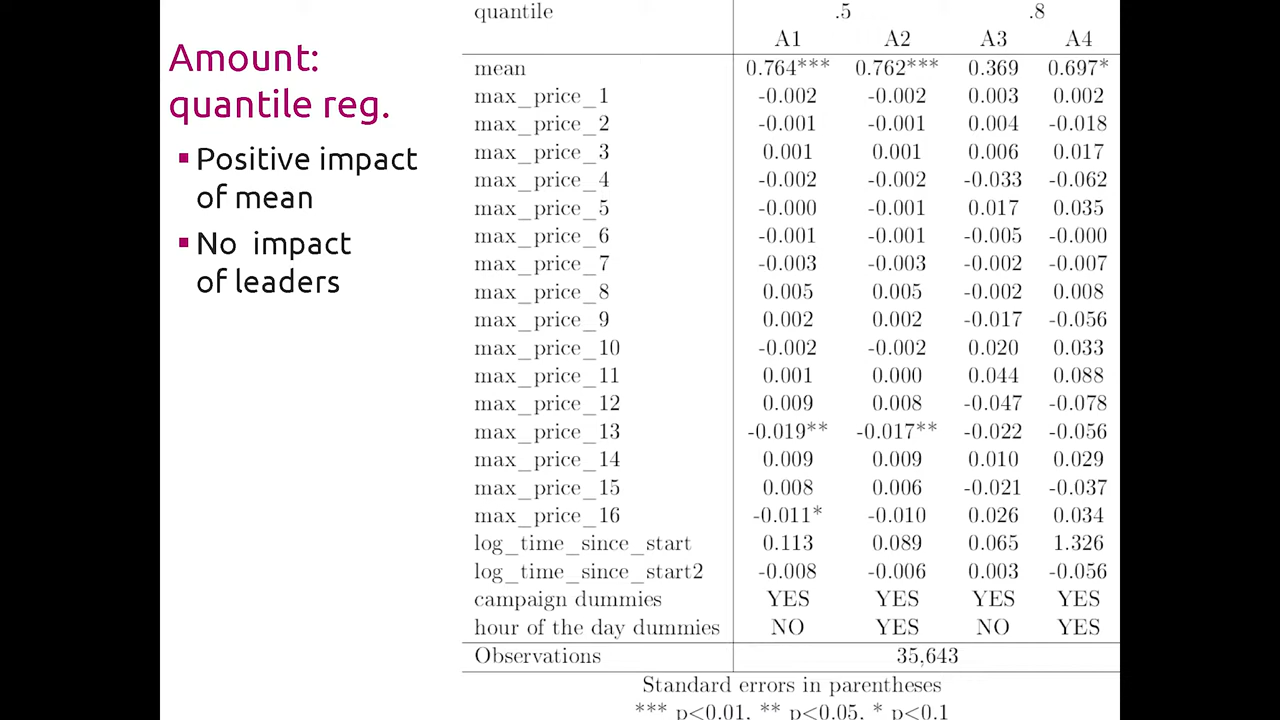 Amount:
quantile reg.
▪ Positive impact
of mean
▪ No impact
of leaders
quantile .5 .8
A1 A2 A3 A4
mean 0.764*** 0.762*** 0.369 0.697*
max_price_1 -0.002 -0.002 0.003 0.002
max_price_2 -0.001 -0.001 0.004 -0.018
max_price_3 0.001 0.001 0.006 0.017
max_price_4 -0.002 -0.002 -0.033 -0.062
max_price_5 -0.000 -0.001 0.017 0.035
max_price_6 -0.001 -0.001 -0.005 -0.000
max_price_7 -0.003 -0.003 -0.002 -0.007
max_price_8 0.005 0.005 -0.002 0.008
max_price_9 0.002 0.002 -0.017 -0.056
max_price_10 -0.002 -0.002 0.020 0.033
max_price_11 0.001 0.000 0.044 0.088
max_price_12 0.009 0.008 -0.047 -0.078
max_price_13 -0.019** -0.017** -0.022 -0.056
max_price_14 0.009 0.009 0.010 0.029
max_price_15 0.008 0.006 -0.021 -0.037
max_price_16 -0.011* -0.010 0.026 0.034
log_time_since_start 0.113 0.089 0.065 1.326
log_time_since_start2 -0.008 -0.006 0.003 -0.056
campaign dummies YES YES YES YES
hour of the day dummies NO YES NO YES
Observations 35,643
Standard errors in parentheses
*** p<0.01, ** p<0.05, * p<0.1